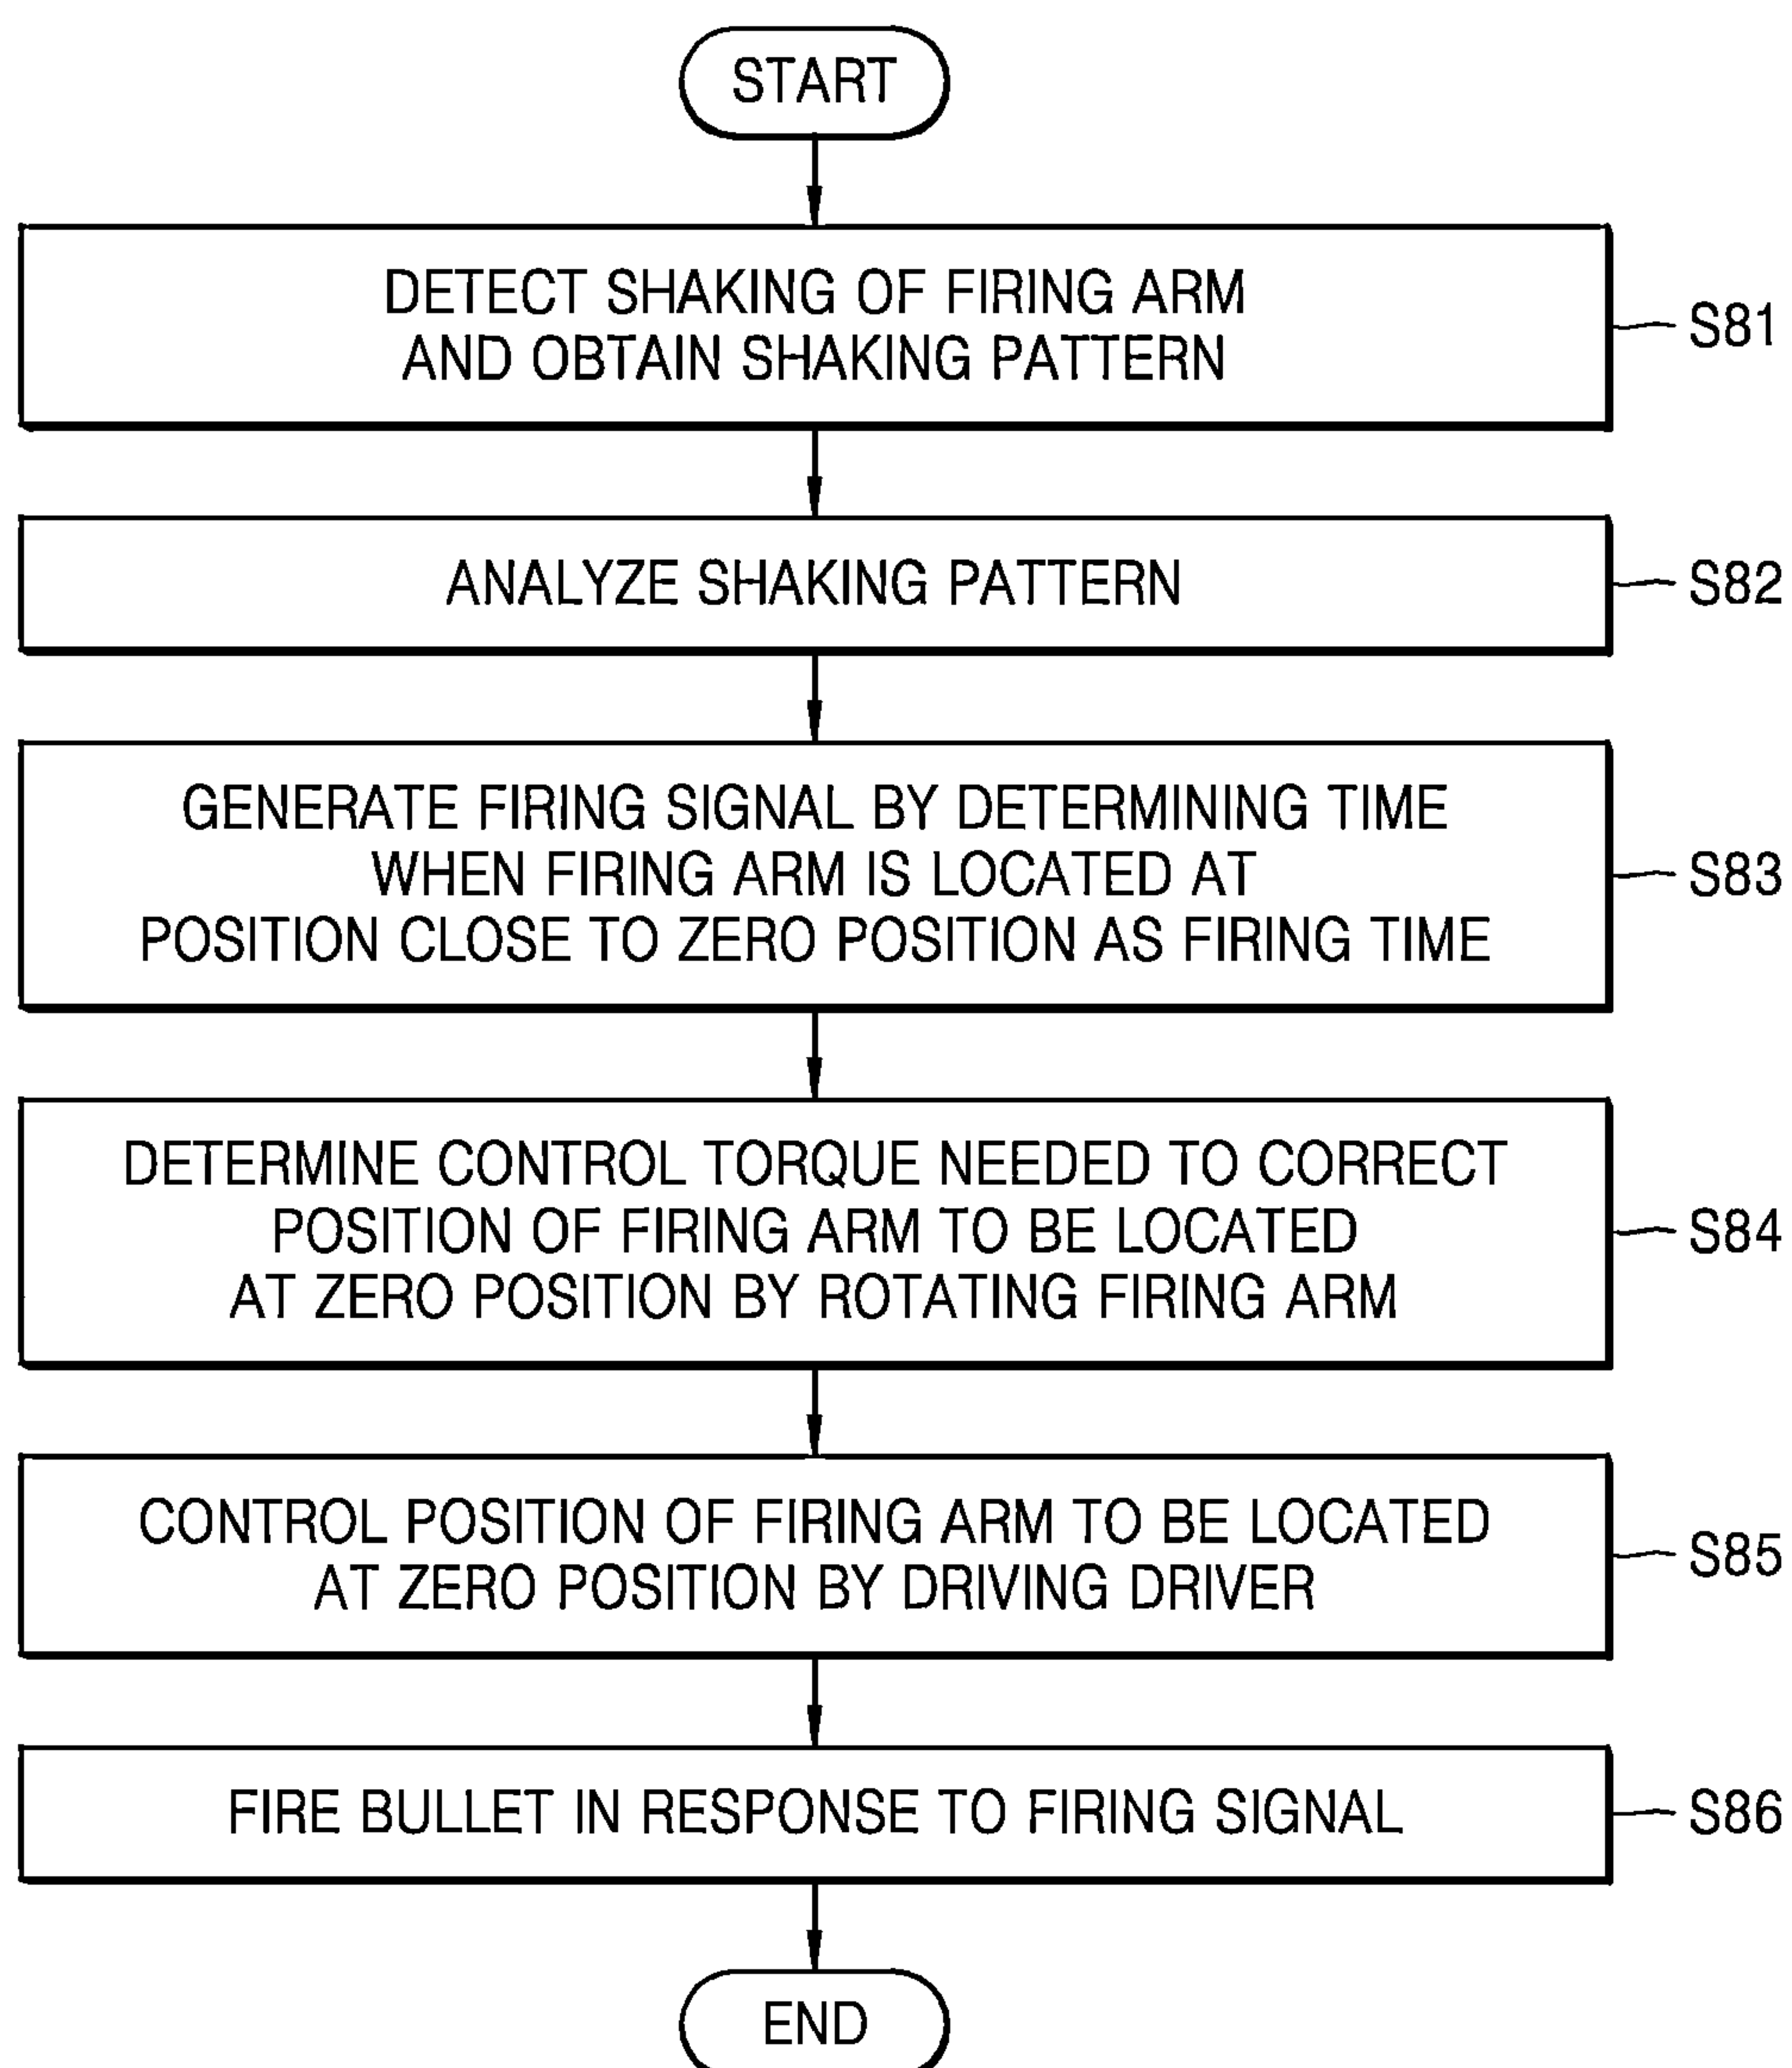 START
DETECT SHAKING OF FIRING ARM
AND OBTAIN SHAKING PATTERN
S81
ANALYZE SHAKING PATTERN
S82
GENERATE FIRING SIGNAL BY DETERMINING TIME
WHEN FIRING ARM IS LOCATED AT
POSITION CLOSE TO ZERO POSITION AS FIRING TIME
S83
DETERMINE CONTROL TORQUE NEEDED TO CORRECT
POSITION OF FIRING ARM TO BE LOCATED
AT ZERO POSITION BY ROTATING FIRING ARM
S84
CONTROL POSITION OF FIRING ARM TO BE LOCATED
AT ZERO POSITION BY DRIVING DRIVER
S85
FIRE BULLET IN RESPONSE TO FIRING SIGNAL
S86
END